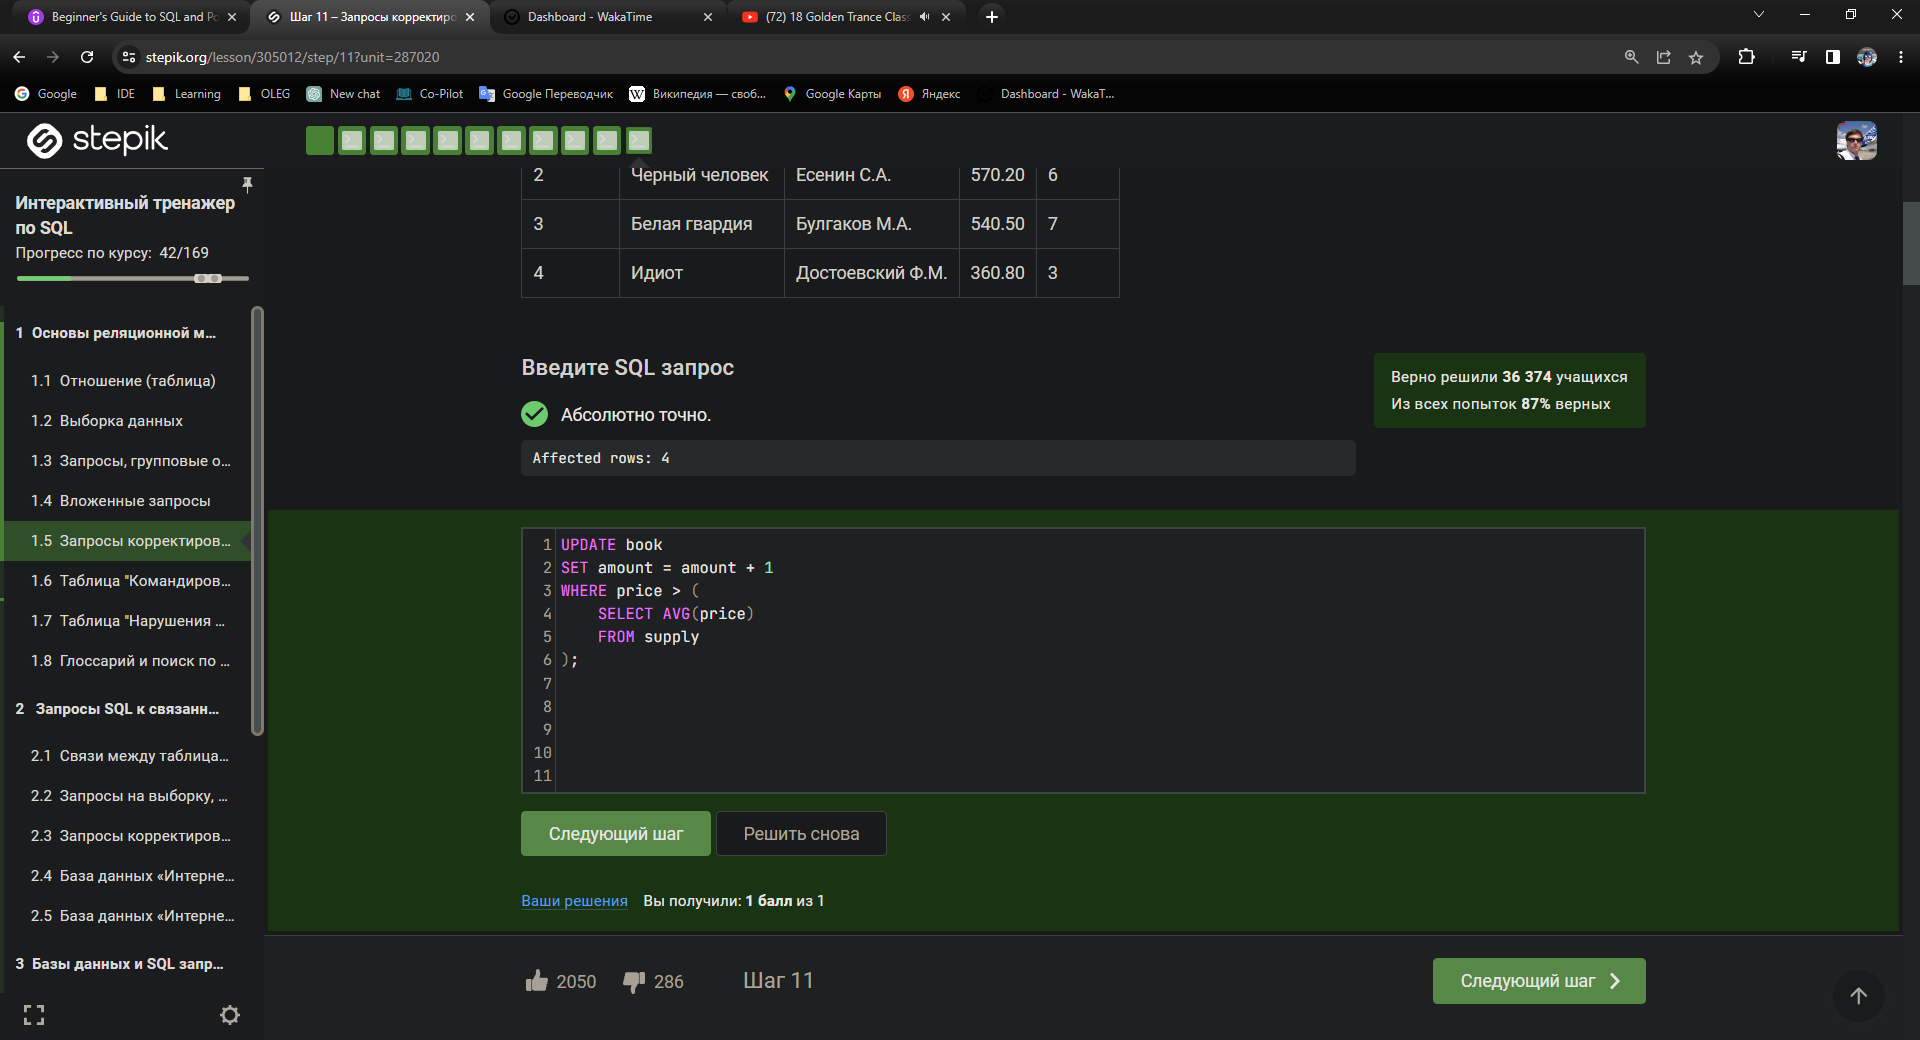 Beginner's Guide to SQL and Po
Шаг 11 – Запросы корректиро
Dashboard - WakaTime
(72) 18 Golden Trance Clas
stepik.org/lesson/305012/step/11?unit=287020
Google
IDE
Learning
OLEG
New chat
Co-Pilot
Google Переводчик
Википедия — своб...
Google Карты
Яндекс
Dashboard - WakaT...
stepik
Интерактивный тренажер
по SQL
Прогресс по курсу: 42/169
1 Основы реляционной м...
1.1 Отношение (таблица)
1.2 Выборка данных
1.3 Запросы, групповые о...
1.4 Вложенные запросы
1.5 Запросы корректиров...
1.6 Таблица "Командиров...
1.7 Таблица "Нарушения ...
1.8 Глоссарий и поиск по ...
2 Запросы SQL к связанн...
2.1 Связи между таблица...
2.2 Запросы на выборку, ...
2.3 Запросы корректиров...
2.4 База данных «Интерне...
2.5 База данных «Интерне...
3 Базы данных и SQL запр...
2 Черный человек Есенин С.А. 570.20 6
3 Белая гвардия Булгаков М.А. 540.50 7
4 Идиот Достоевский Ф.М. 360.80 3
Введите SQL запрос
Абсолютно точно.
Affected rows: 4
Верно решили 36 374 учащихся
Из всех попыток 87% верных
1 UPDATE book
2 SET amount = amount + 1
3 WHERE price > (
4 SELECT AVG(price)
5 FROM supply
6 );
7
8
9
10
11
Следующий шаг
Решить снова
Ваши решения Вы получили: 1 балл из 1
2050
286
Шаг 11
Следующий шаг